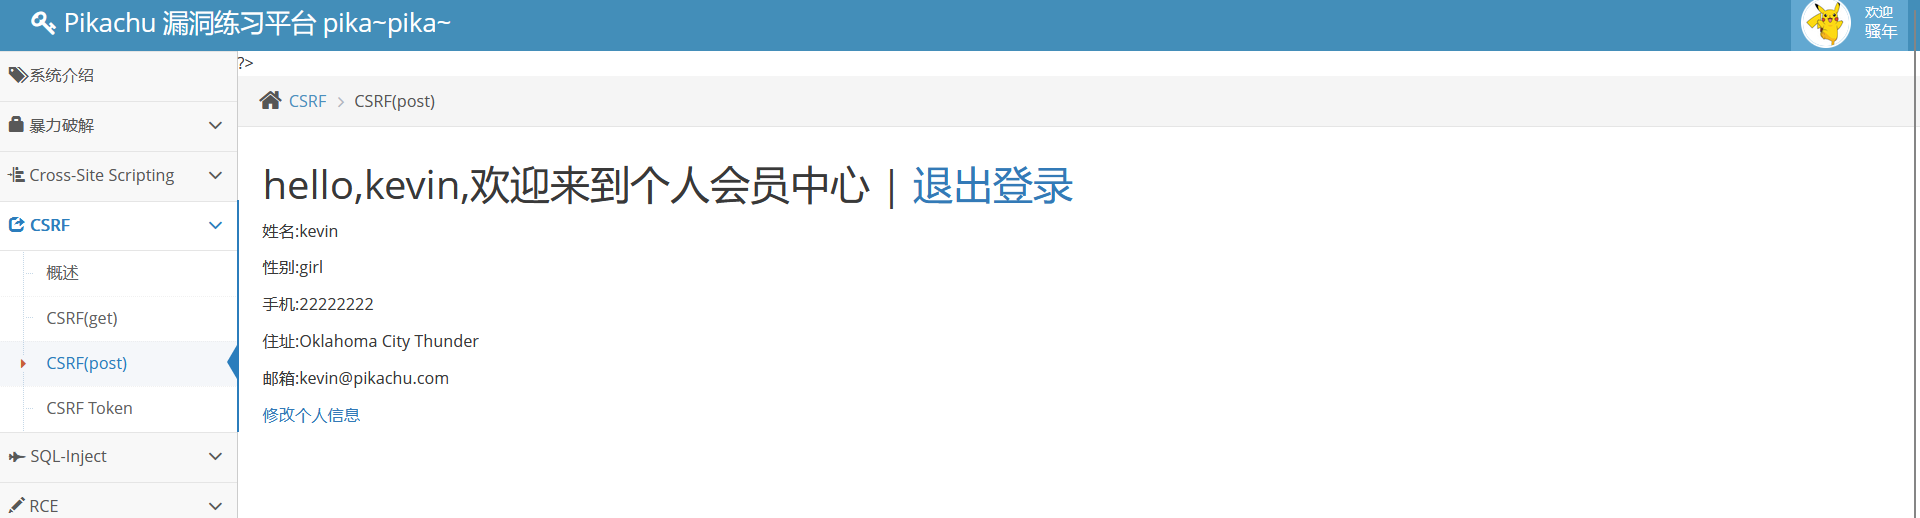 Pikachu 漏洞练习平台 pika~pika~
欢迎
骚年
系统介绍
暴力破解
Cross-Site Scripting
CSRF
概述
CSRF(get)
CSRF(post)
CSRF Token
SQL-Inject
RCE
?>
CSRF > CSRF(post)
hello,kevin,欢迎来到个人会员中心 | 退出登录
姓名:kevin
性别:girl
手机:22222222
住址:Oklahoma City Thunder
邮箱:kevin@pikachu.com
修改个人信息